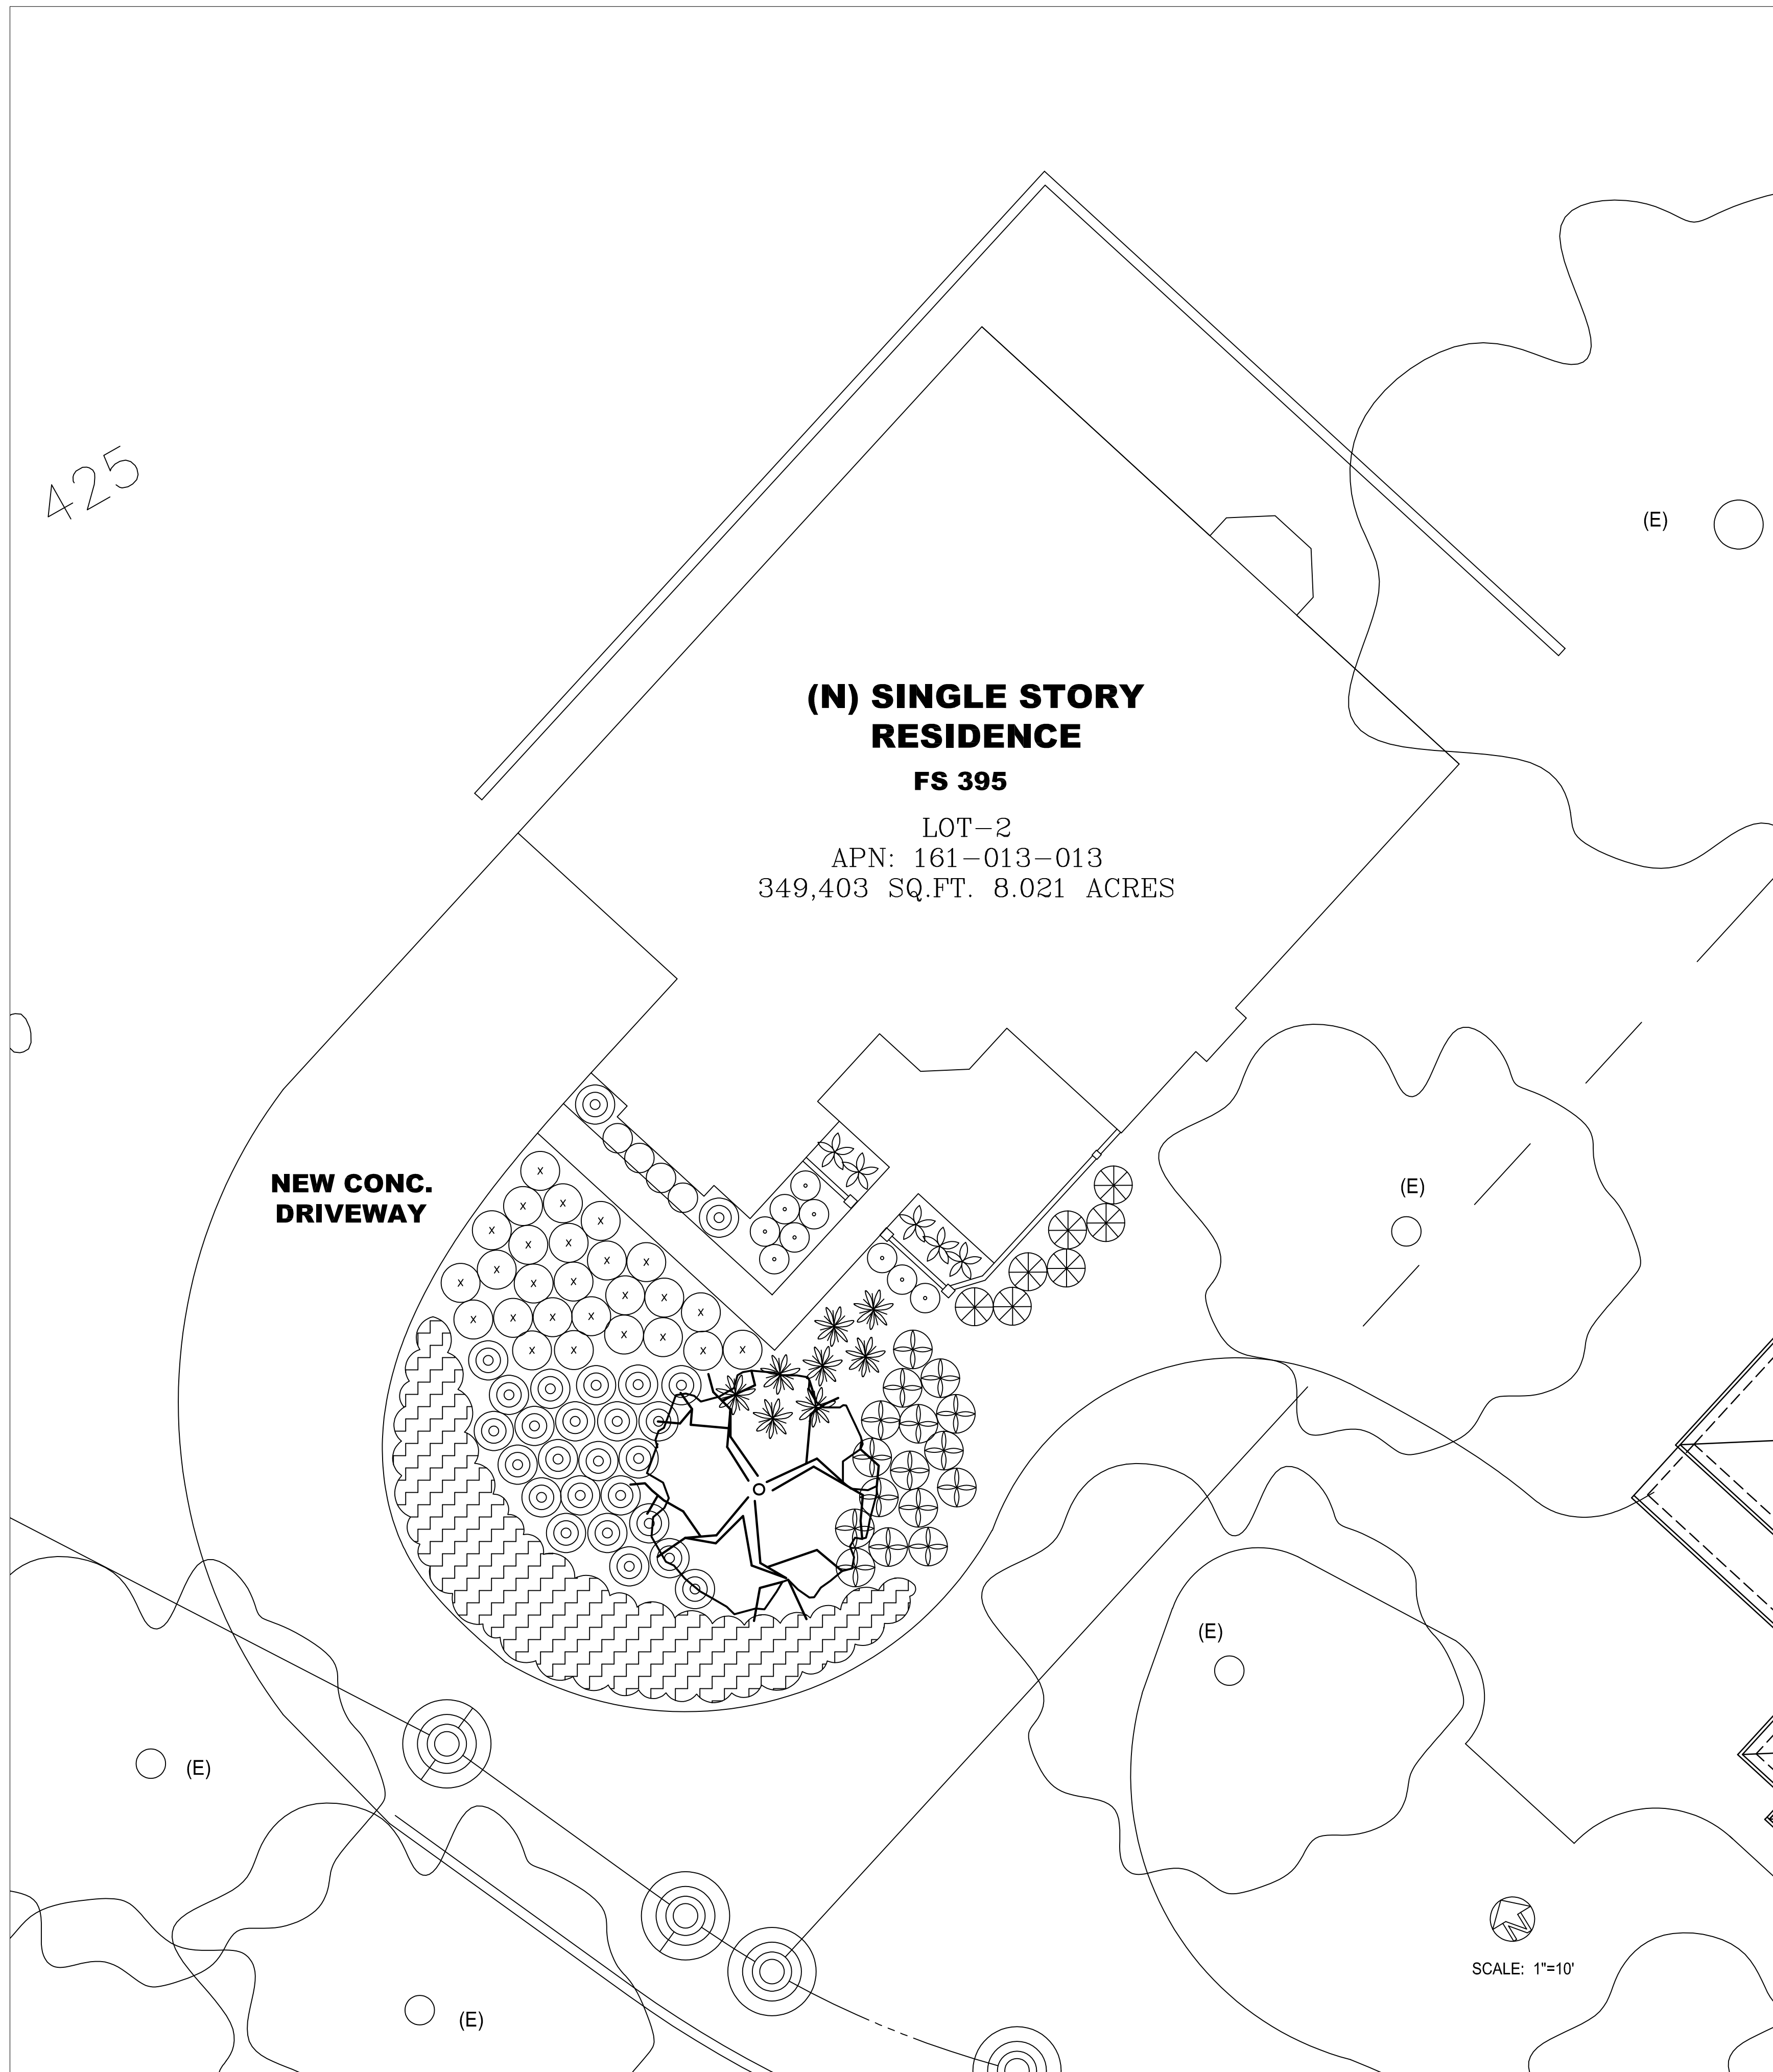 425
(E)
(N) SINGLE STORY
RESIDENCE
FS 395
LOT-2
APN: 161-013-013
349,403 SQ.FT. 8.021 ACRES
NEW CONC.
DRIVEWAY
(E)
(E)
(E)
(E)
SCALE: 1"=10'